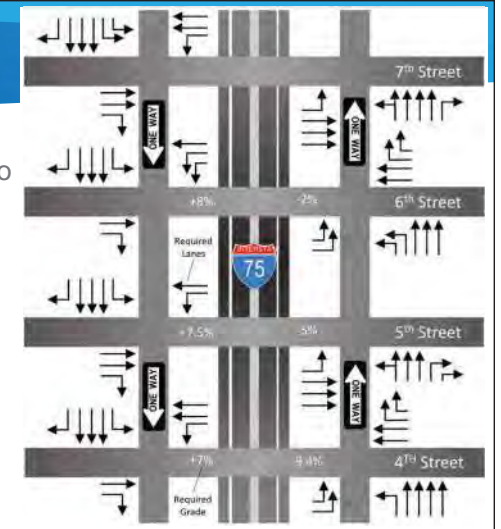 7th Street
ONE WAY
ONE WAY
o
+8%
-2%
6th Street
Required
Lanes
INTERSTATE
75
+7.5%
5%
5th Street
ONE WAY
ONE WAY
+7%
4TH Street
Required
Grade